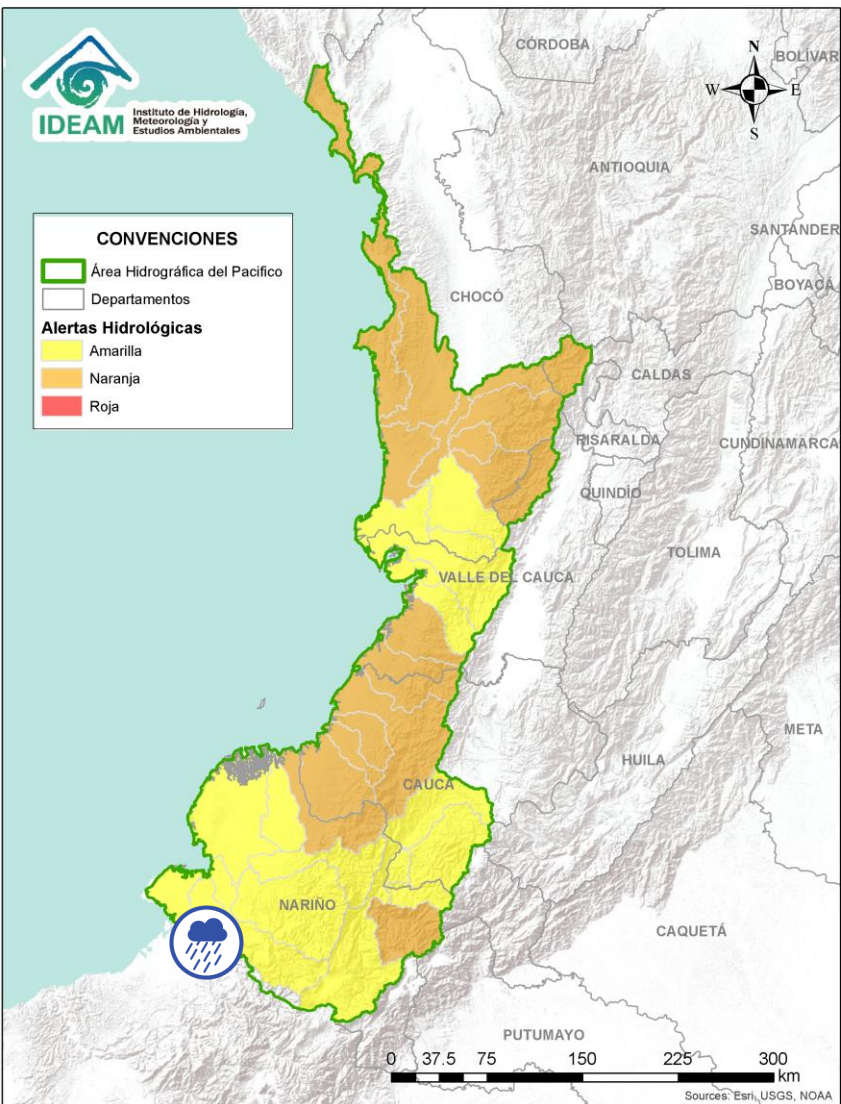 IDEAM
Instituto de Hidrología,
Meteorología y
Estudios Ambientales
CONVENCIONES
Área Hidrográfica del Pacifico
Departamentos
Alertas Hidrológicas
Amarilla
Naranja
Roja
N
W
E
S
CÓRDOBA
BOLÍVAR
ANTIOQUIA
SANTANDER
BOYACÁ
CHOCÓ
CALDAS
RISARALDA
CUNDINAMARCA
QUINDÍO
TOLIMA
VALLE DEL CAUCA
META
HUILA
CAUCA
NARIÑO
CAQUETÁ
PUTUMAYO
0 37.5 75 150 225 300
km
Sources: Esri, USGS, NOAA